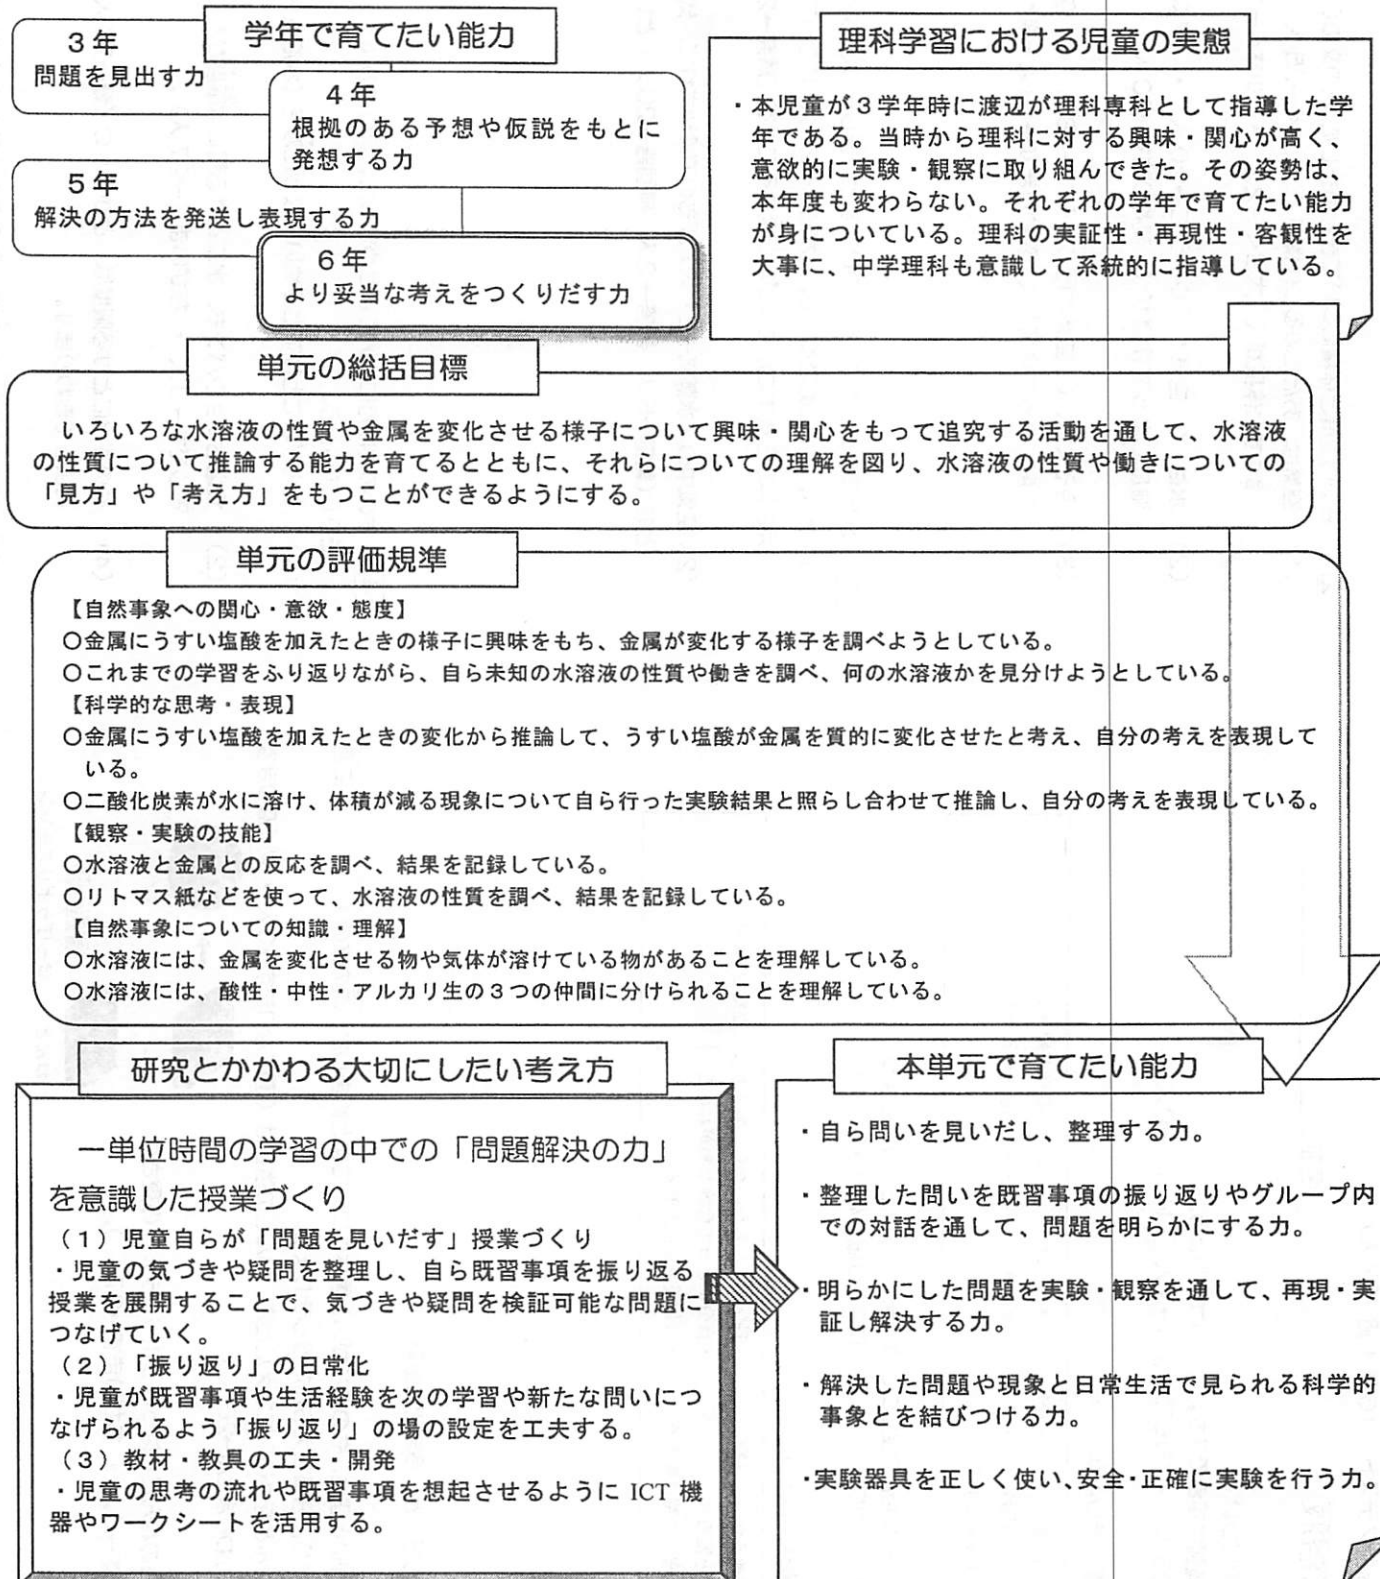 学年で育てたい能力
3年
問題を見出す力
4年
根拠のある予想や仮説をもとに
発想する力
5年
解決の方法を発送し表現する力
6年
より妥当な考えをつくりだす力
理科学習における児童の実態
・本児童が3学年時に渡辺が理科専科として指導した学
年である。当時から理科に対する興味・関心が高く、
意欲的に実験・観察に取り組んできた。その姿勢は、
本年度も変わらない。それぞれの学年で育てたい能力
が身についている。理科の実証性・再現性・客観性を
大事に、中学理科も意識して系統的に指導している。
単元の総括目標
いろいろな水溶液の性質や金属を変化させる様子について興味・関心をもって追究する活動を通して、水溶液
の性質について推論する能力を育てるとともに、それらについての理解を図り、水溶液の性質や働きについての
「見方」や「考え方」をもつことができるようにする。
単元の評価規準
【自然事象への関心・意欲・態度】
○金属にうすい塩酸を加えたときの様子に興味をもち、金属が変化する様子を調べようとしている。
○これまでの学習をふり返りながら、自ら未知の水溶液の性質や働きを調べ、何の水溶液かを見分けようとしている。
【科学的な思考・表現】
○金属にうすい塩酸を加えたときの変化から推論して、うすい塩酸が金属を質的に変化させたと考え、自分の考えを表現して
いる。
○二酸化炭素が水に溶け、体積が減る現象について自ら行った実験結果と照らし合わせて推論し、自分の考えを表現している。
【観察・実験の技能】
○水溶液と金属との反応を調べ、結果を記録している。
○リトマス紙などを使って、水溶液の性質を調べ、結果を記録している。
【自然事象についての知識・理解】
○水溶液には、金属を変化させる物や気体が溶けている物があることを理解している。
○水溶液には、酸性・中性・アルカリ生の3つの仲間に分けられることを理解している。
研究とかかわる大切にしたい考え方
一単位時間の学習の中での「問題解決の力」
を意識した授業づくり
(1)児童自らが「問題を見いだす」授業づくり
・児童の気づきや疑問を整理し、自ら既習事項を振り返る
授業を展開することで、気づきや疑問を検証可能な問題に
つなげていく。
(2)「振り返り」の日常化
・児童が既習事項や生活経験を次の学習や新たな問いにつ
なげられるよう「振り返り」の場の設定を工夫する。
(3)教材・教具の工夫・開発
・児童の思考の流れや既習事項を想起させるように ICT 機
器やワークシートを活用する。
本単元で育てたい能力
・自ら問いを見いだし、整理する力。
・整理した問いを既習事項の振り返りやグループ内
での対話を通して、問題を明らかにする力。
・明らかにした問題を実験・観察を通して、再現・実
証し解決する力。
・解決した問題や現象と日常生活で見られる科学的
事象とを結びつける力。
・実験器具を正しく使い、安全・正確に実験を行う力。